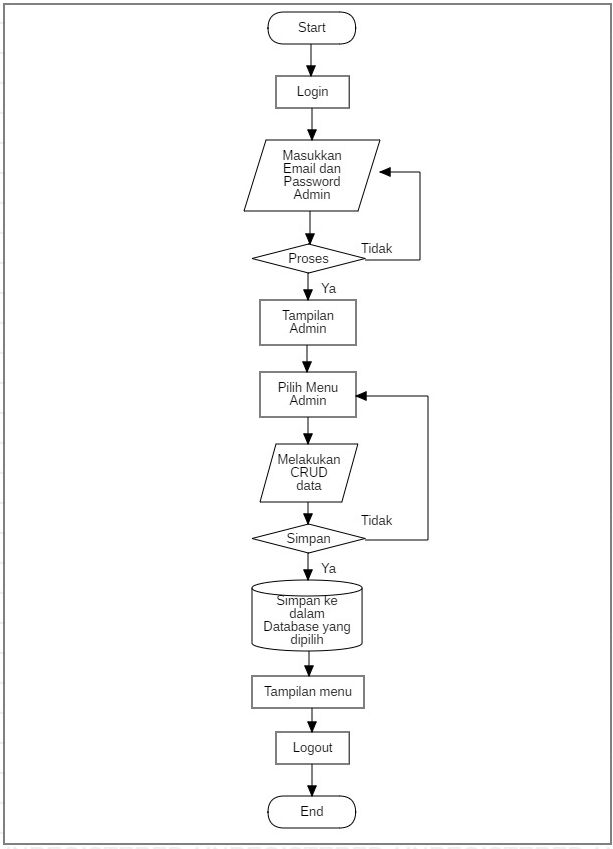 Start
Login
Masukkan
Email dan
Password
Admin
Proses
Tidak
Ya
Tampilan
Admin
Pilih Menu
Admin
Melakukan
CRUD
data
Tidak
Simpan
Ya
Simpan ke
dalam
Database yang
dipilih
Tampilan menu
Logout
End